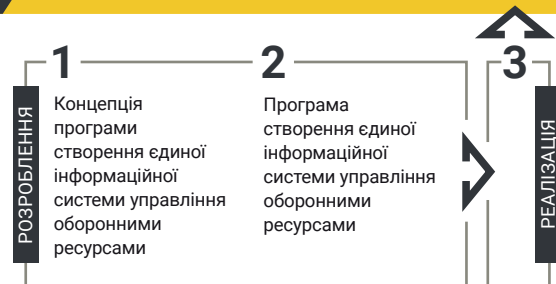 1
РОЗРОБЛЕННЯ
Концепція
програми
створення єдиної
інформаційної
системи управління
оборонними
ресурсами
2
Програма
створення єдиної
інформаційної
системи управління
оборонними
ресурсами
3
РЕАЛІЗАЦІЯ